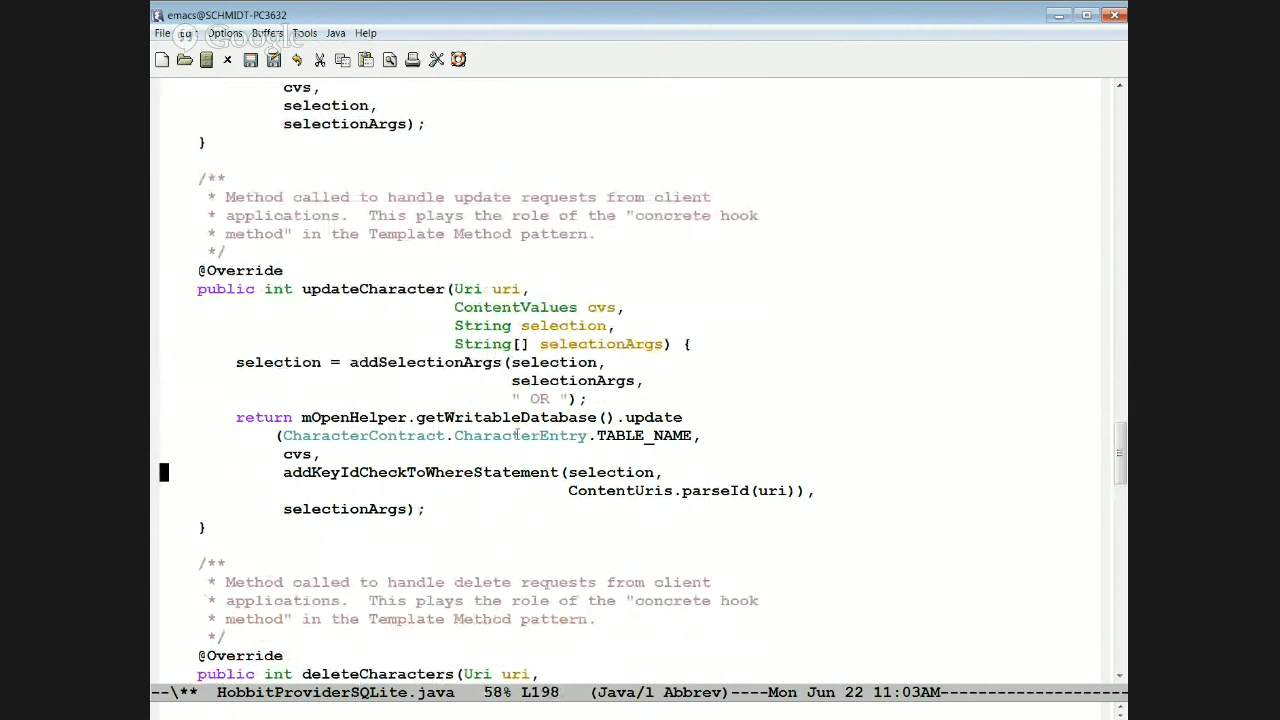 emacs@SCHMIDT-PC3632
File Edit Options Buffers Tools Java Help
Google
cvs,
selection,
selectionArgs);
}
/**
* Method called to handle update requests from client
* applications.  This plays the role of the "concrete hook
* method" in the Template Method pattern.
*/
@Override
public int updateCharacter(Uri uri,
ContentValues cvs,
String selection,
String[] selectionArgs) {
selection = addSelectionArgs(selection,
selectionArgs,
" OR ");
return mOpenHelper.getWritableDatabase().update
(CharacterContract.CharacterEntry.TABLE_NAME,
cvs,
addKeyIdCheckToWhereStatement(selection,
ContentUris.parseId(uri)),
selectionArgs);
}
/**
* Method called to handle delete requests from client
* applications.  This plays the role of the "concrete hook
* method" in the Template Method pattern.
*/
@Override
public int deleteCharacters(Uri uri,
--\**  HobbitProviderSQLite.java   58% L198   (Java/l Abbrev)----Mon Jun 22 11:03AM--------------------